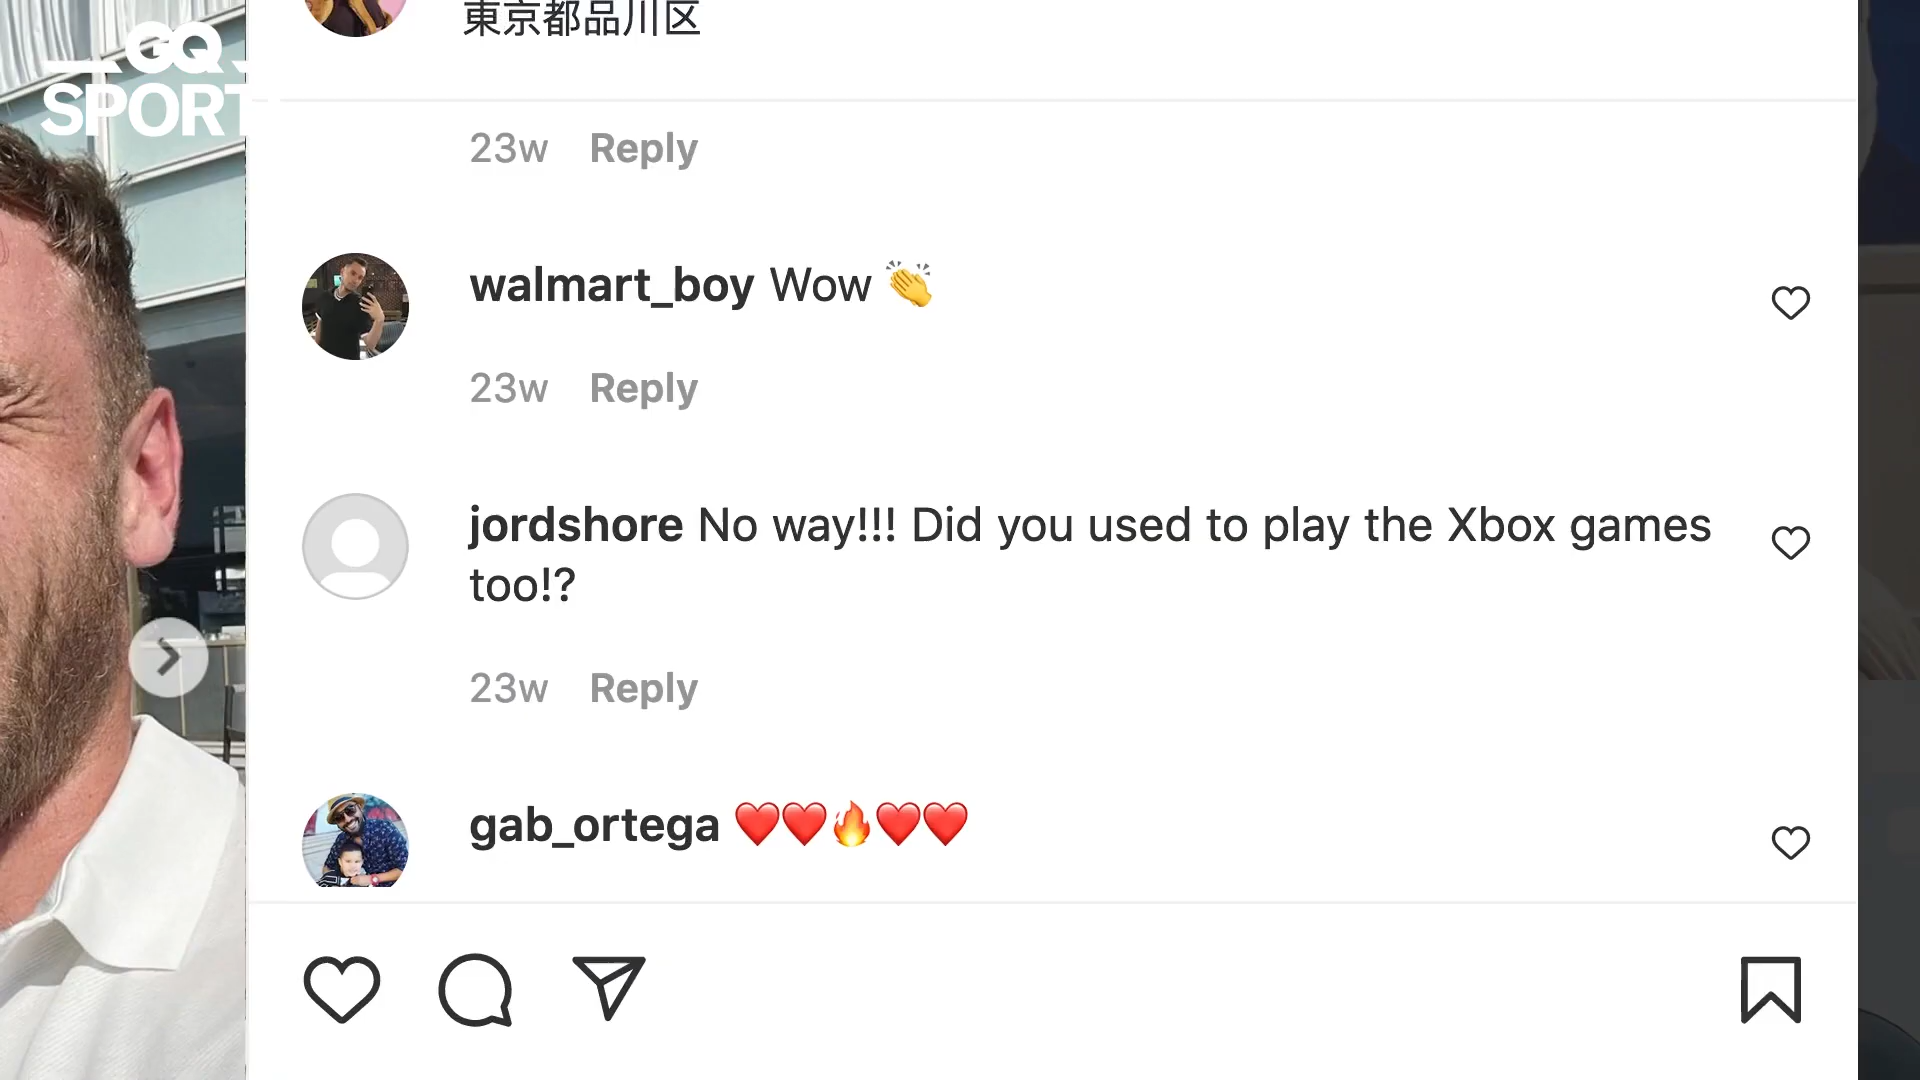 GQ
SPORT
東京都品川区
23w Reply
walmart_boy Wow 👏
23w Reply
jordshore No way!!! Did you used to play the Xbox games
too!?
23w Reply
gab_ortega ❤️❤️🔥❤️❤️